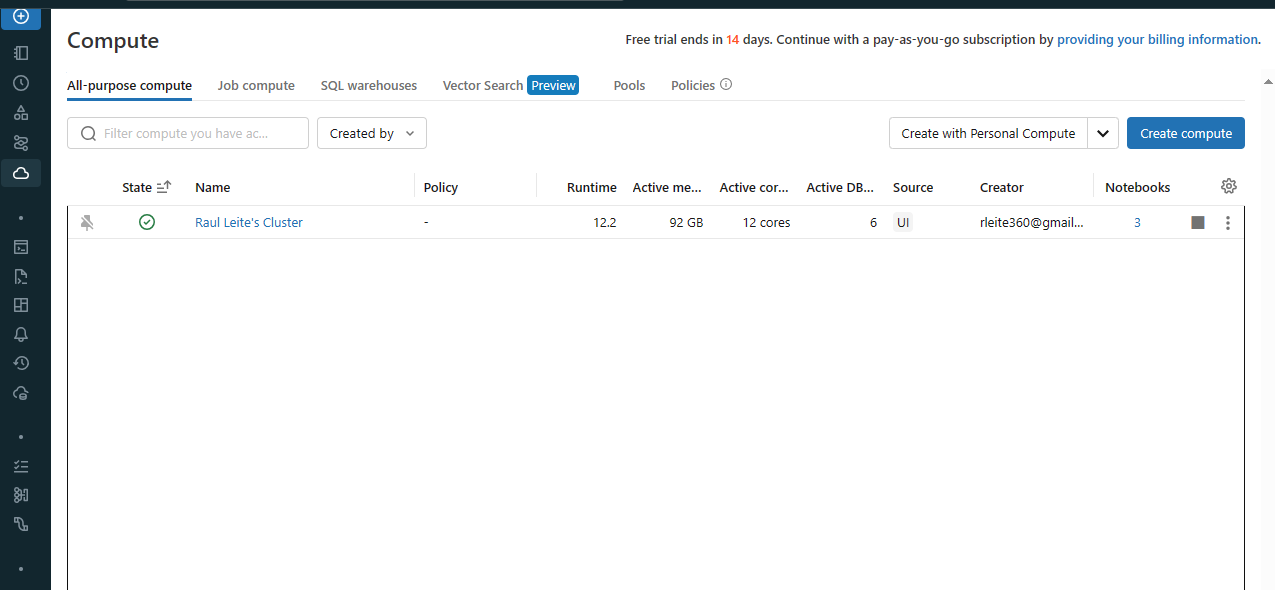 Compute
Free trial ends in 14 days. Continue with a pay-as-you-go subscription by providing your billing information.
All-purpose compute Job compute SQL warehouses Vector Search Preview Pools Policies
Filter compute you have ac... Created by Create with Personal Compute Create compute
State Name Policy Runtime Active me... Active cor... Active DB... Source Creator Notebooks
Raul Leite's Cluster - 12.2 92 GB 12 cores 6 UI rleite360@gmail... 3